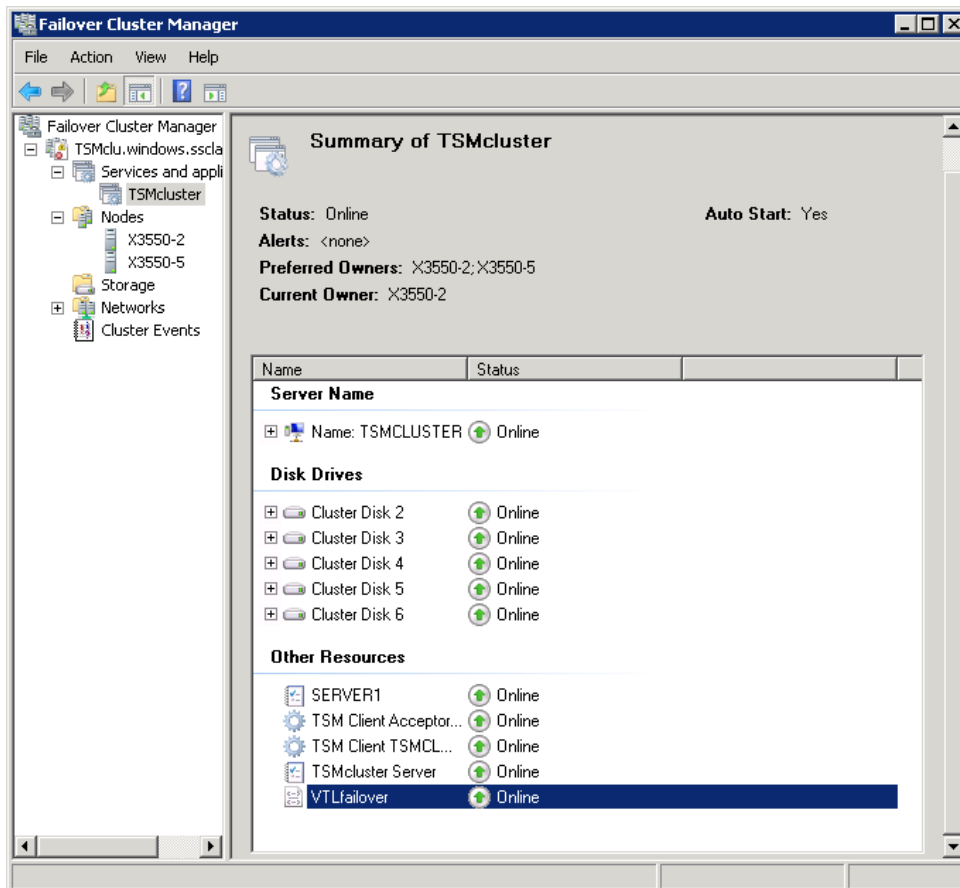 Failover Cluster Manager
File Action View Help
Failover Cluster Manager
TSMclu.windows.sscla
Services and appli
TSMcluster
Nodes
X3550-2
X3550-5
Storage
Networks
Cluster Events
Summary of TSMcluster
Status: Online Auto Start: Yes
Alerts: <none>
Preferred Owners: X3550-2; X3550-5
Current Owner: X3550-2
Name Status
Server Name
Name: TSMCLUSTER Online
Disk Drives
Cluster Disk 2 Online
Cluster Disk 3 Online
Cluster Disk 4 Online
Cluster Disk 5 Online
Cluster Disk 6 Online
Other Resources
SERVER1 Online
TSM Client Acceptor... Online
TSM Client TSMCL... Online
TSMcluster Server Online
VTLfailover Online